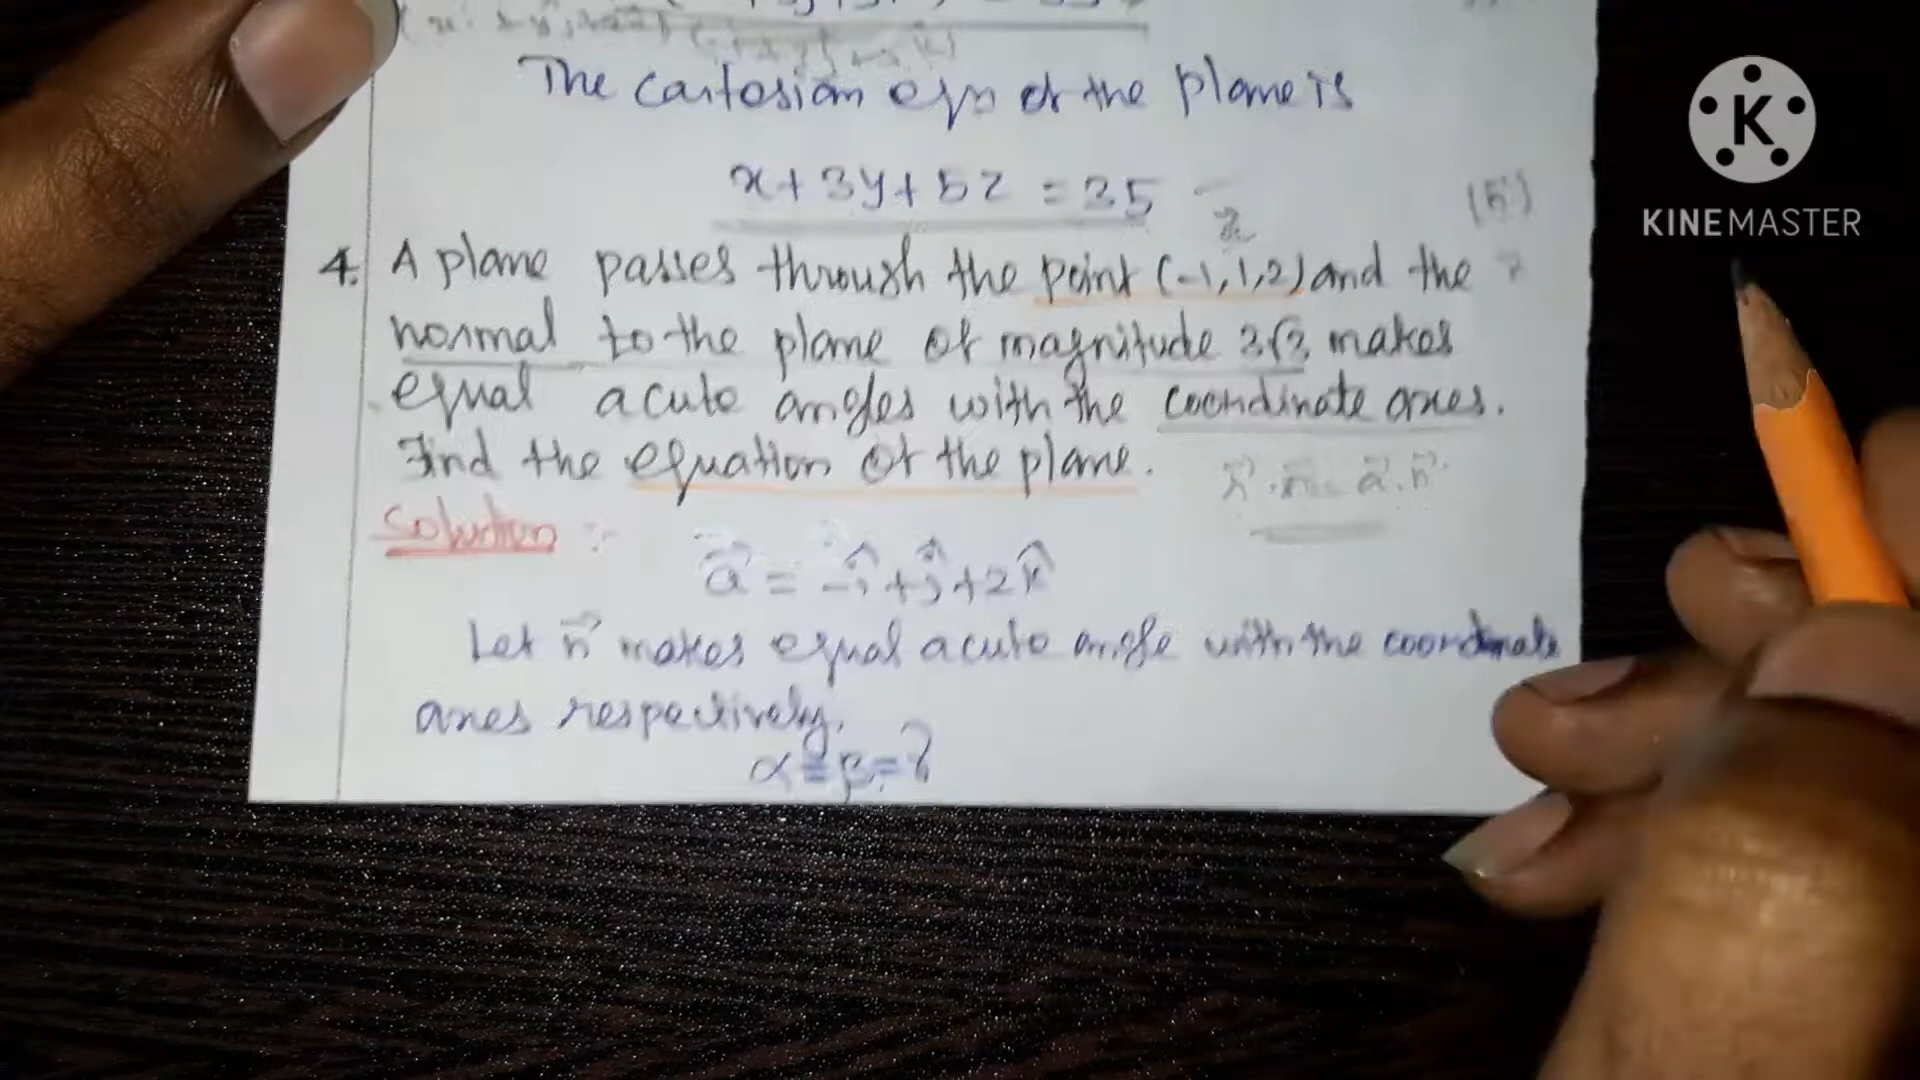 The cartesian eqn of the plane is
x+3y+5z = 35
(5)
4. A plane passes through the point (-1,1,2) and the
normal to the plane of magnitude 3√3 makes
equal acute angles with the coordinate axes.
Find the equation of the plane.
r⃗·n⃗ = a⃗·n⃗
Solution :-
a⃗ = -î+ĵ+2k̂
Let n⃗ makes equal acute angle with the coordinate
axes respectively.
α=β=γ
K
KINEMASTER